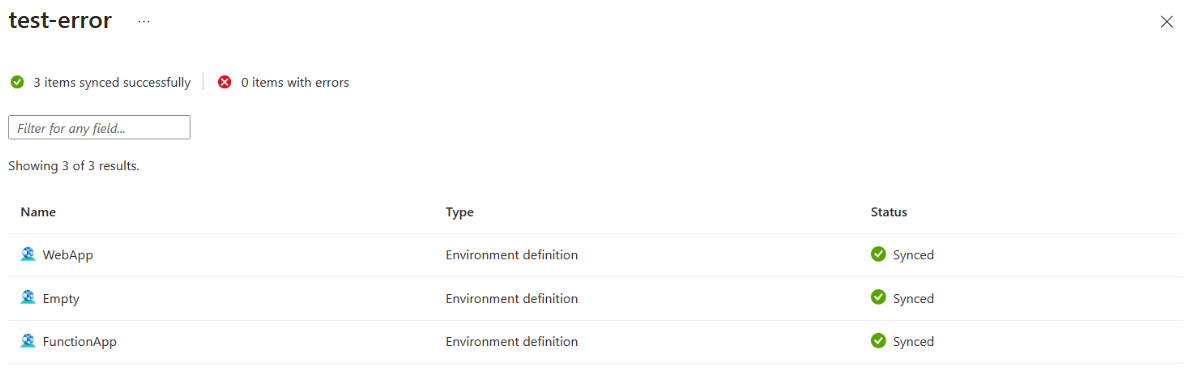 test-error ...
3 items synced successfully 0 items with errors
Filter for any field...
Showing 3 of 3 results.
Name Type Status
WebApp Environment definition Synced
Empty Environment definition Synced
FunctionApp Environment definition Synced